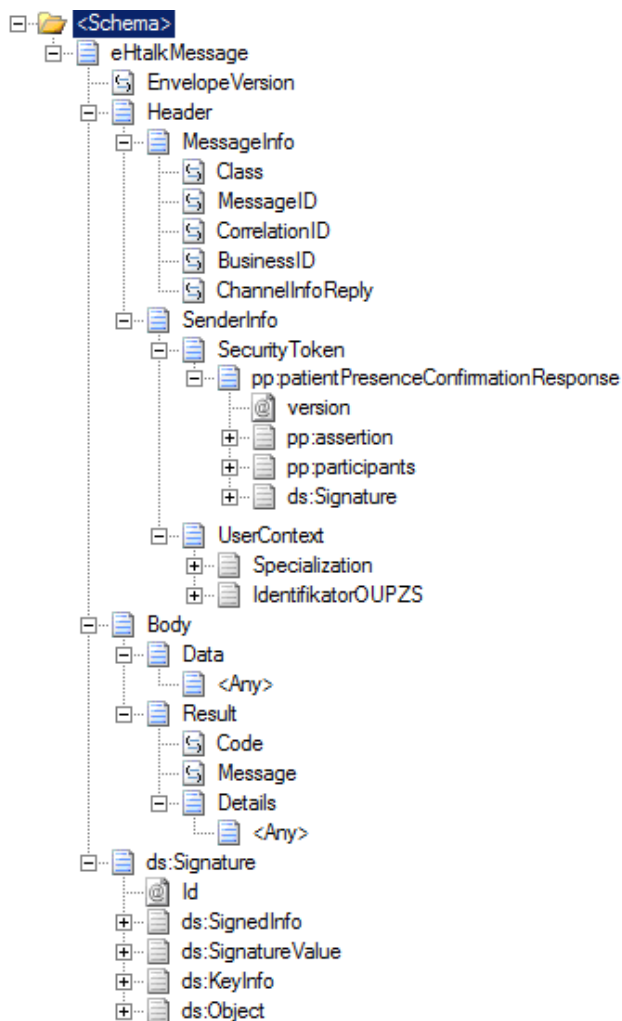 <Schema>
eHtalkMessage
EnvelopeVersion
Header
MessageInfo
Class
MessageID
CorrelationID
BusinessID
ChannelInfoReply
SenderInfo
SecurityToken
pp:patientPresenceConfirmationResponse
version
pp:assertion
pp:participants
ds:Signature
UserContext
Specialization
IdentifikatorOUPZS
Body
Data
<Any>
Result
Code
Message
Details
<Any>
ds:Signature
Id
ds:SignedInfo
ds:SignatureValue
ds:KeyInfo
ds:Object